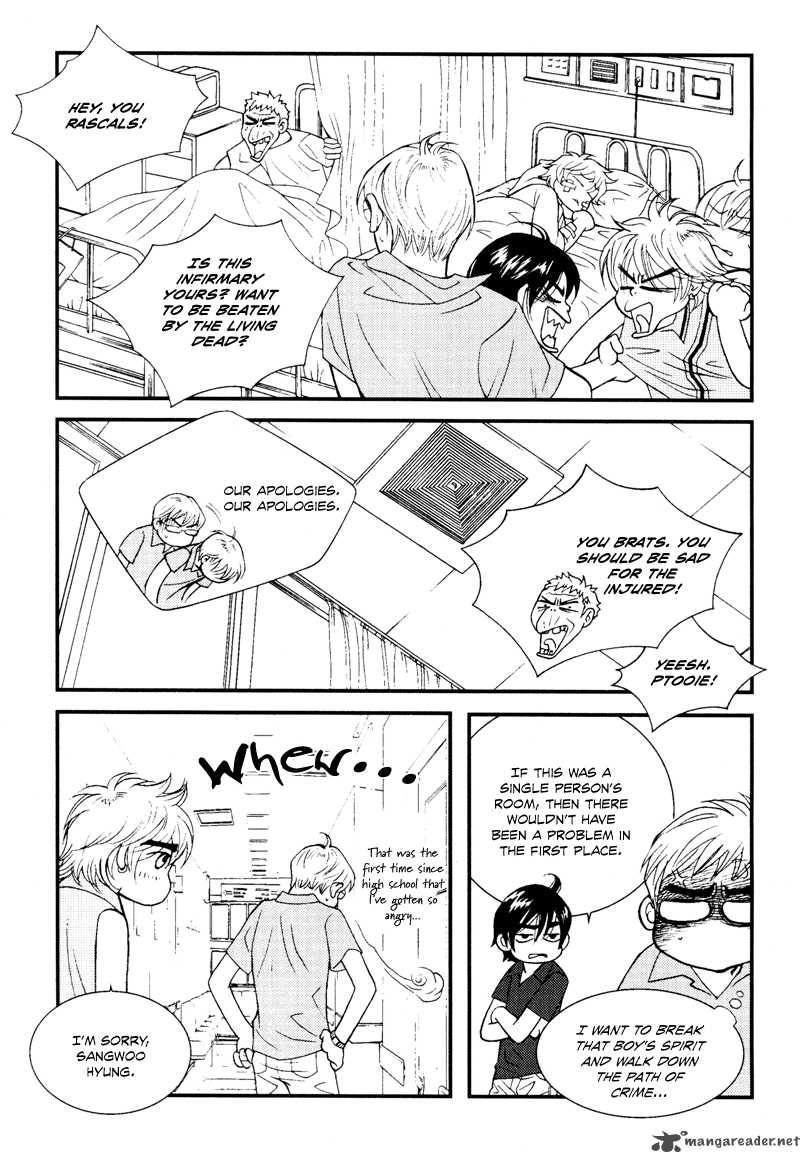 HEY, YOU
RASCALS!
IS THIS
INFIRMARY
YOURS? WANT
TO BE BEATEN
BY THE LIVING
DEAD?
OUR APOLOGIES.
OUR APOLOGIES.
YOU BRATS. YOU
SHOULD BE SAD
FOR THE
INJURED!
YEESH.
PTOOIE!
Whew...
That was the
first time since
high school that
I've gotten so
angry...
I'M SORRY,
SANGWOO
HYUNG.
IF THIS WAS A
SINGLE PERSON'S
ROOM, THEN THERE
WOULDN'T HAVE
BEEN A PROBLEM IN
THE FIRST PLACE.
I WANT TO BREAK
THAT BOY'S SPIRIT
AND WALK DOWN
THE PATH OF
CRIME...
mangareader.net